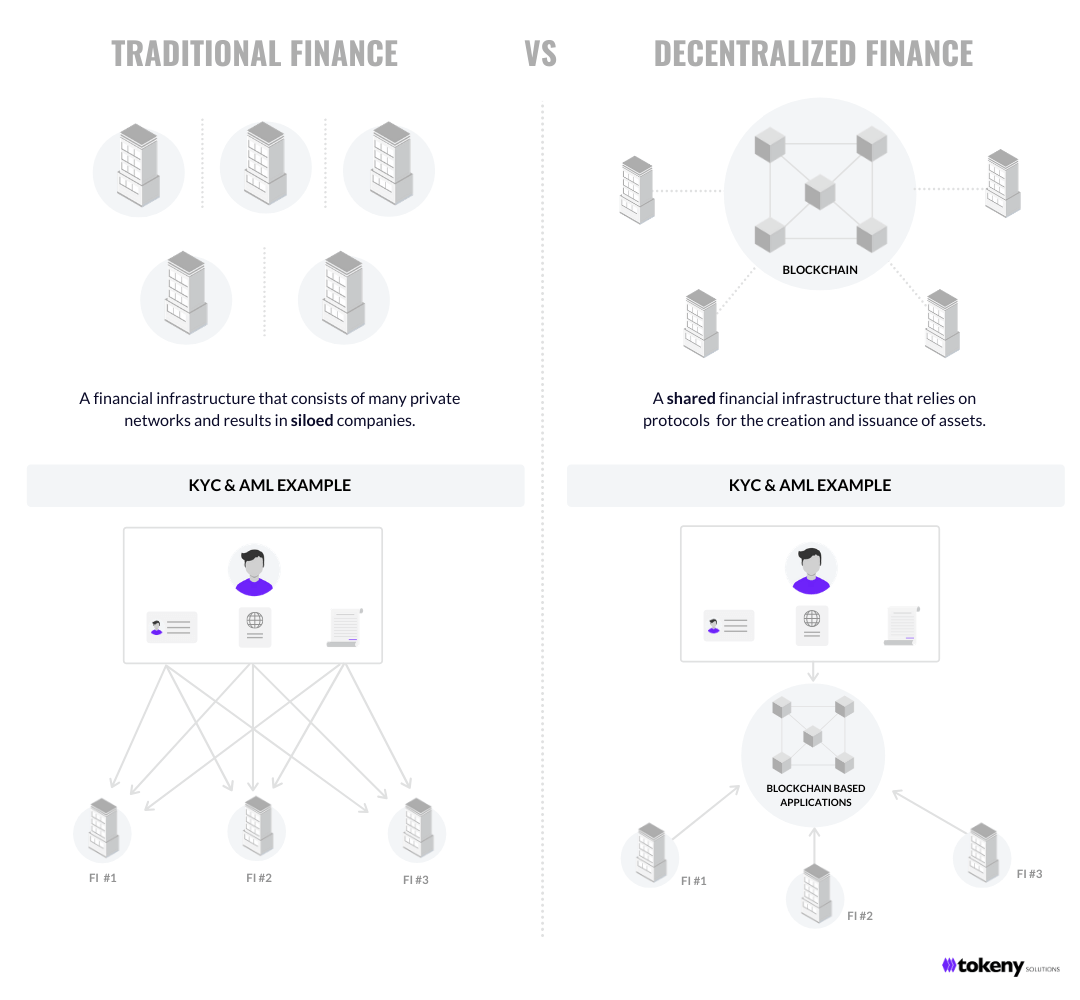 TRADITIONAL FINANCE
VS
DECENTRALIZED FINANCE
BLOCKCHAIN
A financial infrastructure that consists of many private
networks and results in siloed companies.
A shared financial infrastructure that relies on
protocols for the creation and issuance of assets.
KYC & AML EXAMPLE
KYC & AML EXAMPLE
FI #1
FI #2
FI #3
BLOCKCHAIN BASED
APPLICATIONS
FI #1
FI #2
FI #3
tokeny SOLUTIONS